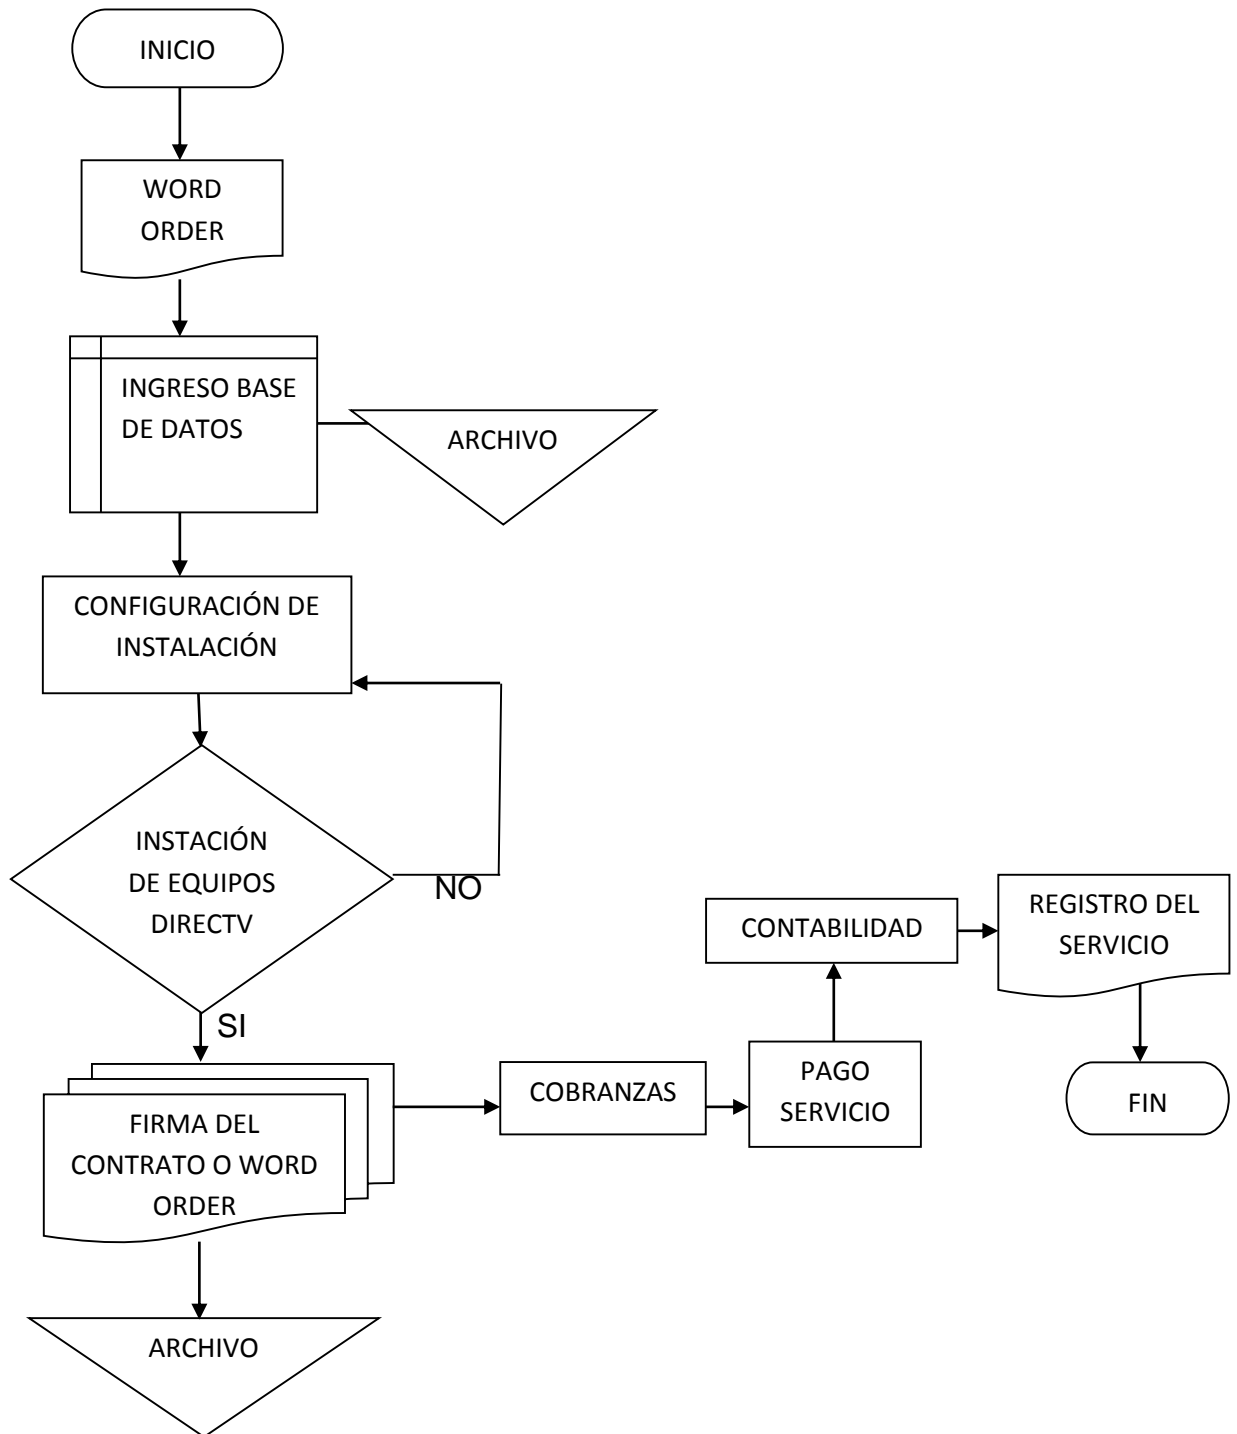 INICIO
WORD
ORDER
INGRESO BASE
DE DATOS
ARCHIVO
CONFIGURACIÓN DE
INSTALACIÓN
INSTACIÓN
DE EQUIPOS
DIRECTV
NO
SI
FIRMA DEL
CONTRATO O WORD
ORDER
ARCHIVO
COBRANZAS
PAGO
SERVICIO
CONTABILIDAD
REGISTRO DEL
SERVICIO
FIN